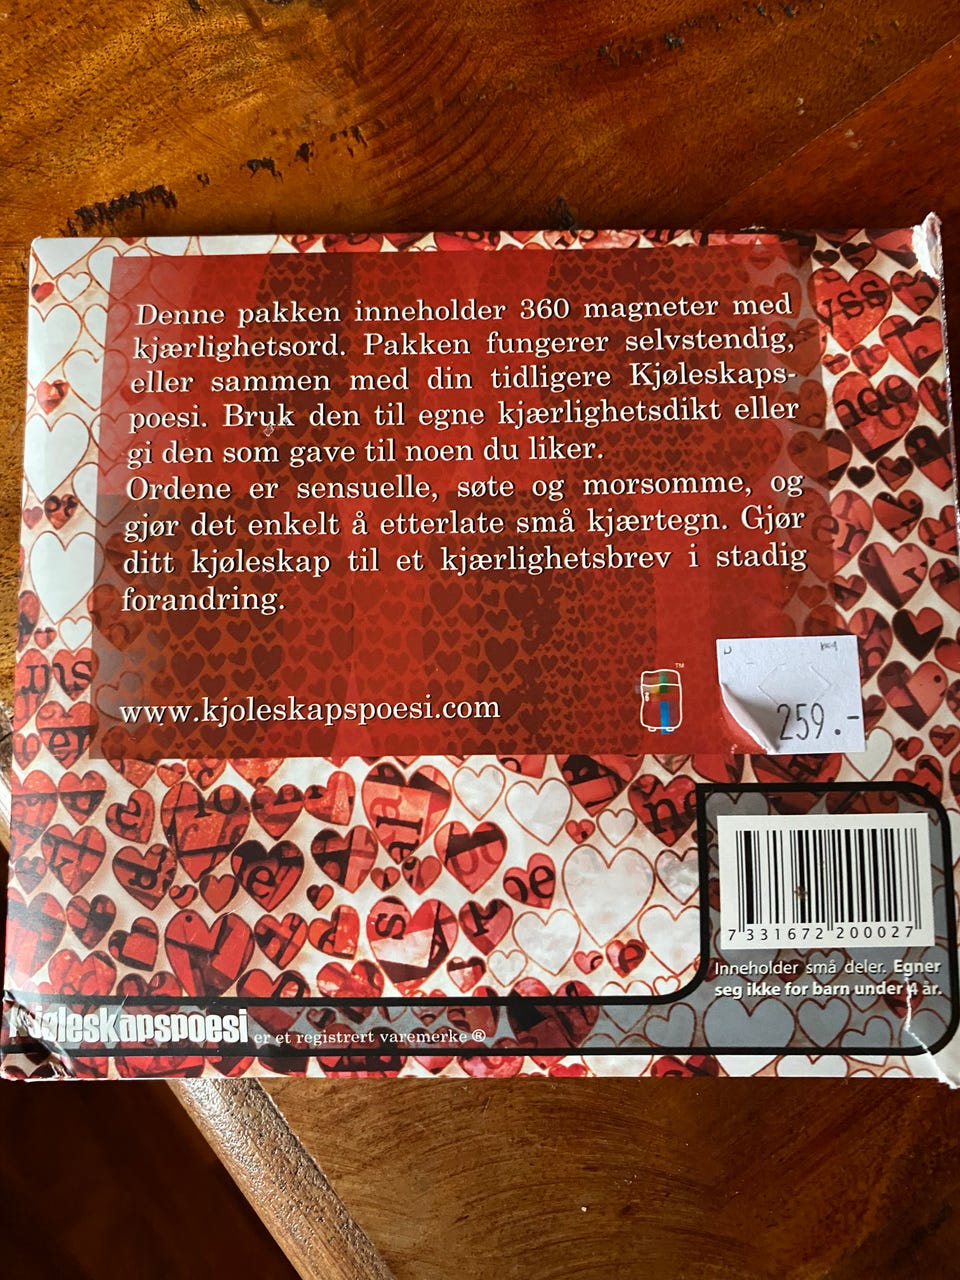 Denne pakken inneholder 360 magneter med
kjærlighetsord. Pakken fungerer selvstendig,
eller sammen med din tidligere Kjøleskaps-
poesi. Bruk den til egne kjærlighetsdikt eller
gi den som gave til noen du liker.
Ordene er sensuelle, søte og morsomme, og
gjør det enkelt å etterlate små kjærtegn. Gjør
ditt kjøleskap til et kjærlighetsbrev i stadig
forandring.
www.kjoleskapspoesi.com
TM
259.-
7 331672 200027
Inneholder små deler. Egner
seg ikke for barn under 4 år.
Kjøleskapspoesi er et registrert varemerke ®